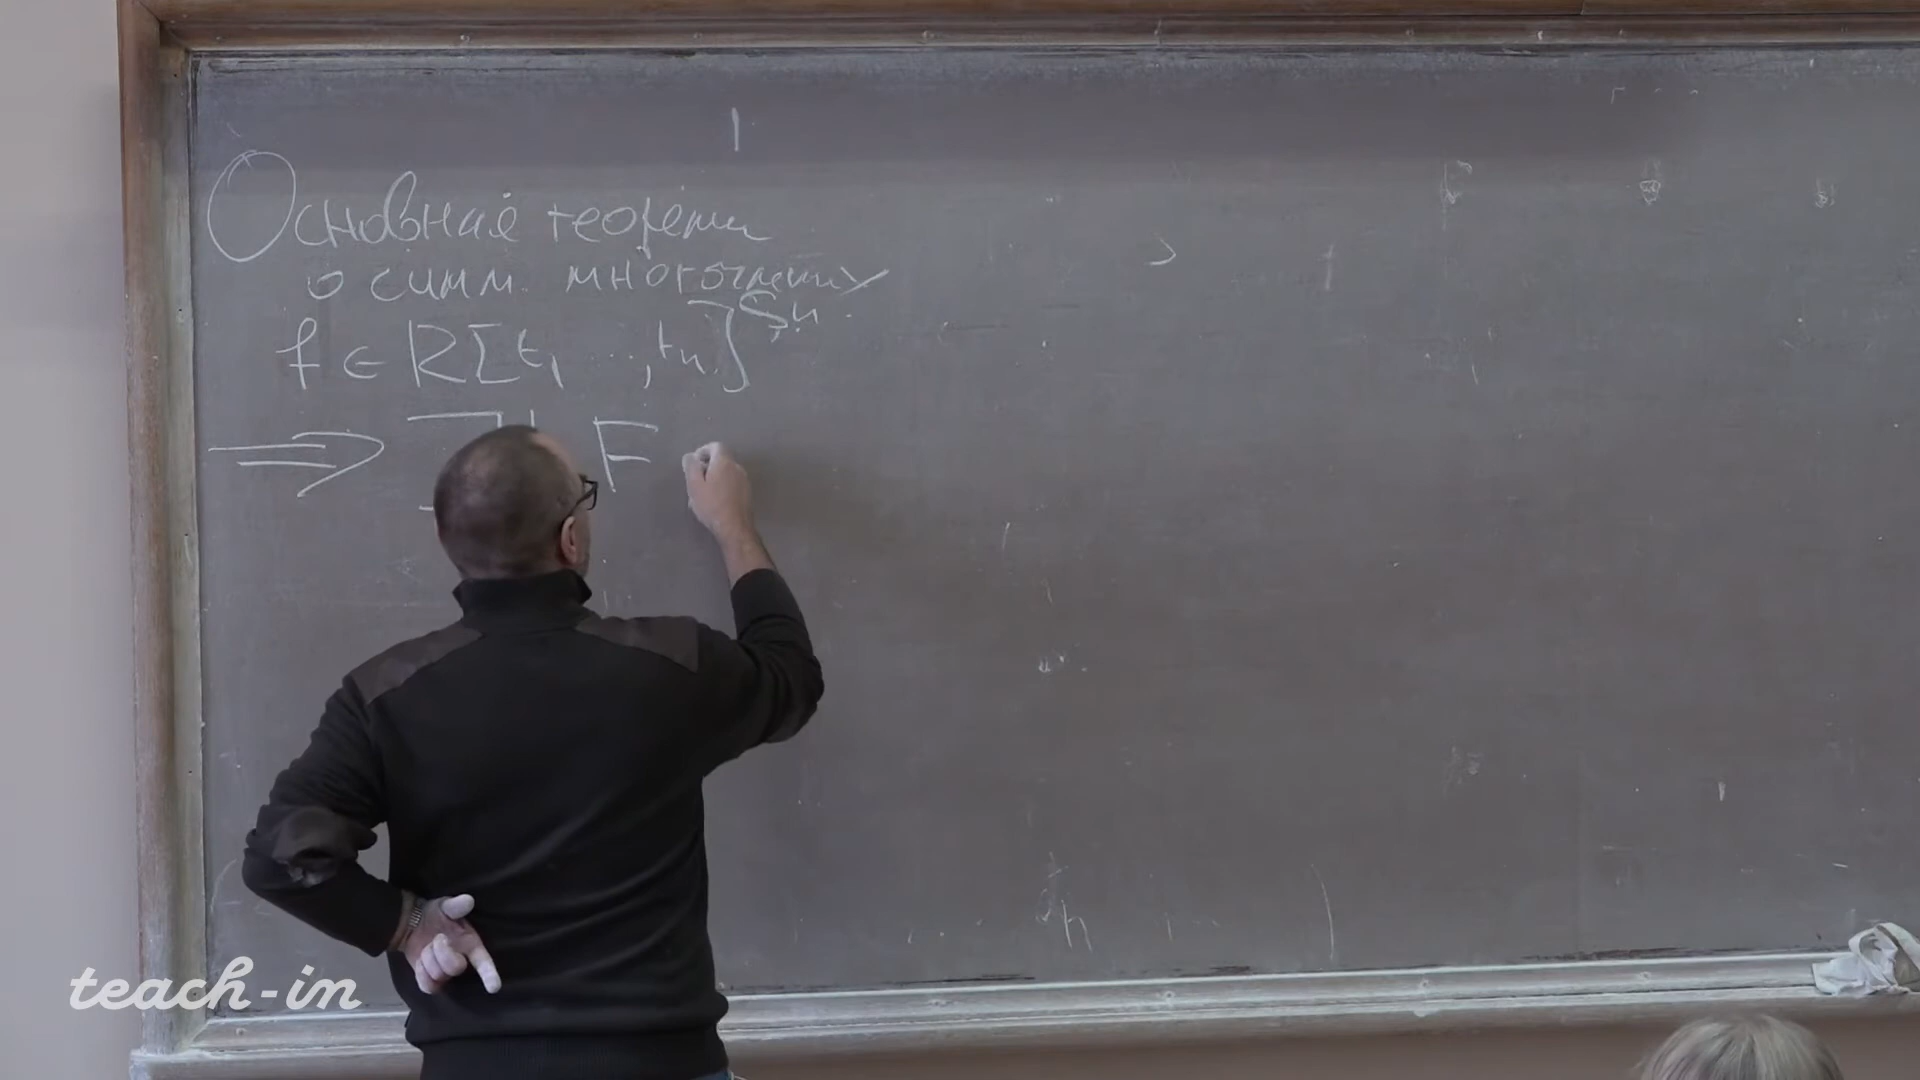 Основная теорема
о симм. многочленах
f ∈ R[t₁ ..., tₙ]^Sₙ
⟹ ∃! F
teach-in